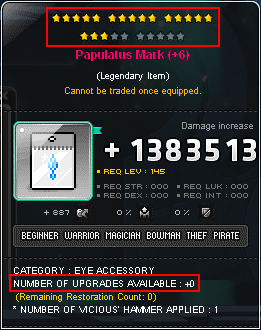 Papulatus Mark (+6)
(Legendary Item)
Cannot be traded once equipped.
Damage increase
+ 1383513
• REQ LEV : 145
• REQ STR : 000 • REQ LUK : 000
• REQ DEX : 000 • REQ INT : 000
+ 887 0 % 0 %
BEGINNER WARRIOR MAGICIAN BOWMAN THIEF PIRATE
CATEGORY : EYE ACCESSORY
NUMBER OF UPGRADES AVAILABLE : +0
(Remaining Restoration Count: 0)
* NUMBER OF VICIOUS' HAMMER APPLIED : 1